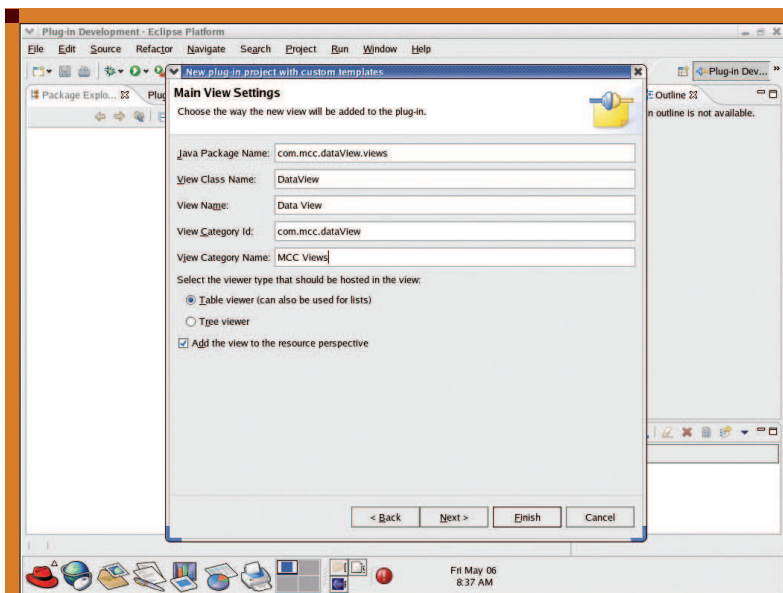 Plug-in Development - Eclipse Platform
File Edit Source Refactor Navigate Search Project Run Window Help
New plug-in project with custom templates
Plug-in Dev... »
Package Explo...
Outline
Main View Settings
Choose the way the new view will be added to the plug-in.
n outline is not available.
Java Package Name: com.mcc.dataView.views
View Class Name: DataView
View Name: Data View
View Category Id: com.mcc.dataView
View Category Name: MCC Views
Select the viewer type that should be hosted in the view:
Table viewer (can also be used for lists)
Tree viewer
Add the view to the resource perspective
< Back Next > Finish Cancel
Fri May 06
8:37 AM